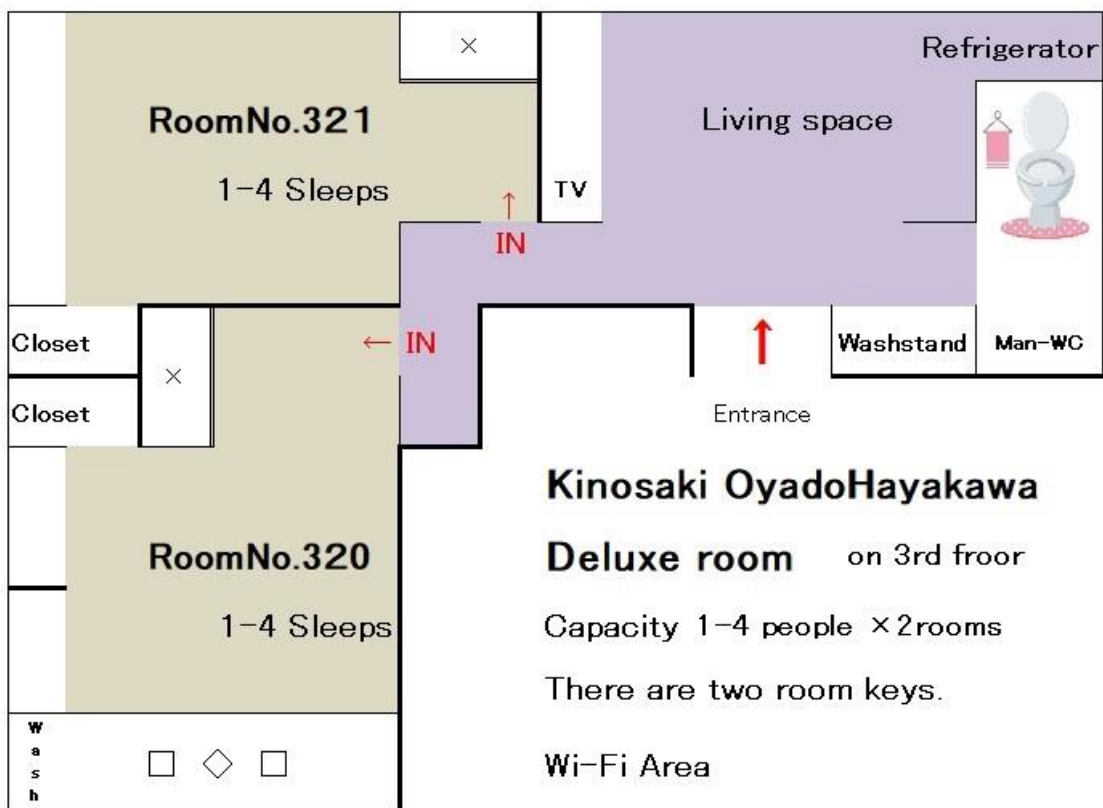 ×
Refrigerator
RoomNo.321
Living space
1-4 Sleeps
TV
↑
IN
Closet
← IN
↑
Washstand
Man-WC
×
Closet
Entrance
Kinosaki OyadoHayakawa
RoomNo.320
Deluxe room on 3rd froor
1-4 Sleeps
Capacity 1-4 people ×2rooms
There are two room keys.
Wash
Wi-Fi Area